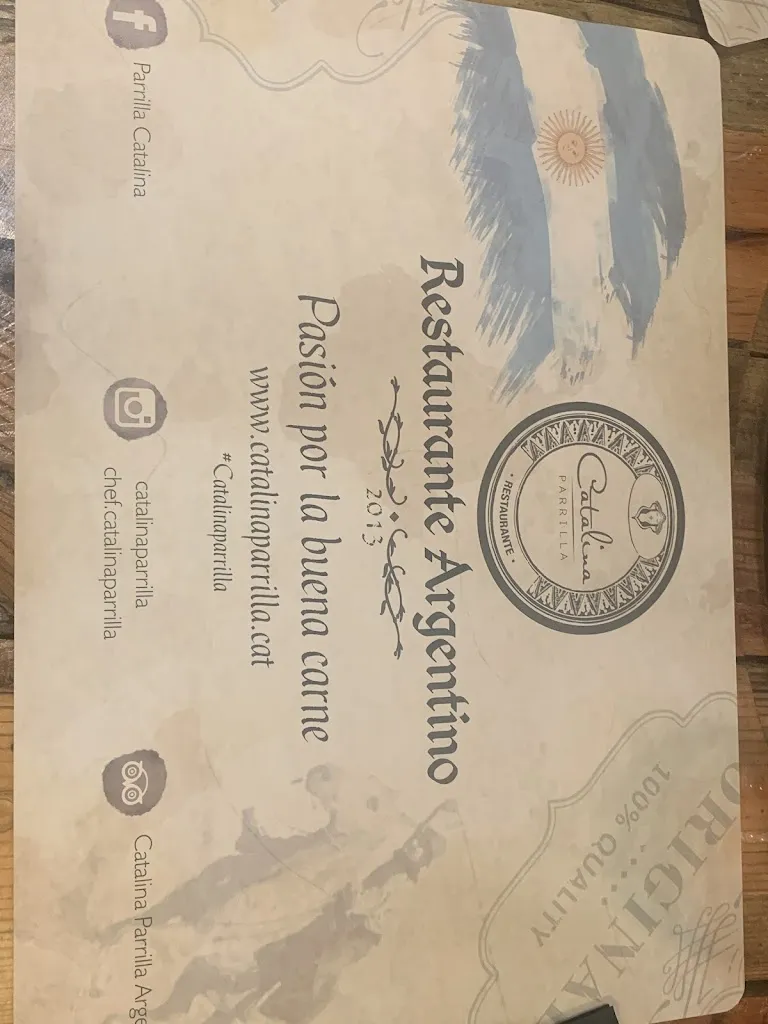 Catalina
PARRILLA
· RESTAURANTE ·
Restaurante Argentino
2013
Pasión por la buena carne
www.catalinaparrilla.cat
#Catalinaparrilla
Parrilla Catalina
catalinaparrilla
chef.catalinaparrilla
Catalina Parrilla Arge
100% QUALITY
ORIGINA